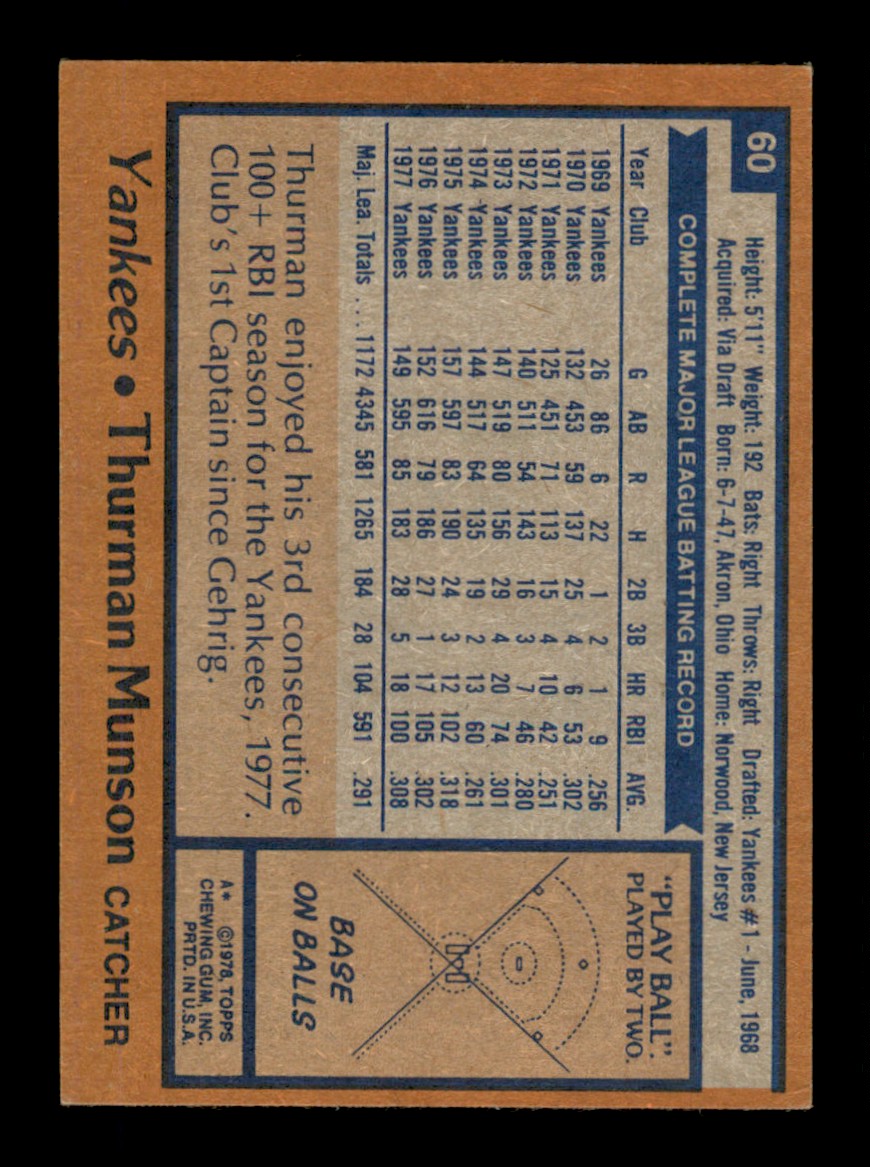 60
Height: 5'11" Weight: 192 Bats: Right Throws: Right Drafted: Yankees #1 - June, 1968
Acquired: Via Draft Born: 6-7-47, Akron, Ohio Home: Norwood, New Jersey
COMPLETE MAJOR LEAGUE BATTING RECORD
Year Club G AB R H 2B 3B HR RBI AVG.
1969 Yankees 26 86 6 22 1 2 1 9 .256
1970 Yankees 132 453 59 137 25 4 6 53 .302
1971 Yankees 125 451 71 113 15 4 10 42 .251
1972 Yankees 140 511 54 143 16 3 7 46 .280
1973 Yankees 147 519 80 156 29 4 20 74 .301
1974 Yankees 144 517 64 135 19 2 13 60 .261
1975 Yankees 157 597 83 190 24 3 12 102 .318
1976 Yankees 152 616 79 186 27 1 17 105 .302
1977 Yankees 149 595 85 183 28 5 18 100 .308
Maj. Lea. Totals . . . 1172 4345 581 1265 184 28 104 591 .291
Thurman enjoyed his 3rd consecutive
100+ RBI season for the Yankees, 1977.
Club's 1st Captain since Gehrig.
"PLAY BALL".
PLAYED BY TWO.
BASE
ON BALLS
A* ©1978, TOPPS
CHEWING GUM, INC.
PRTD. IN U.S.A.
Yankees • Thurman Munson CATCHER